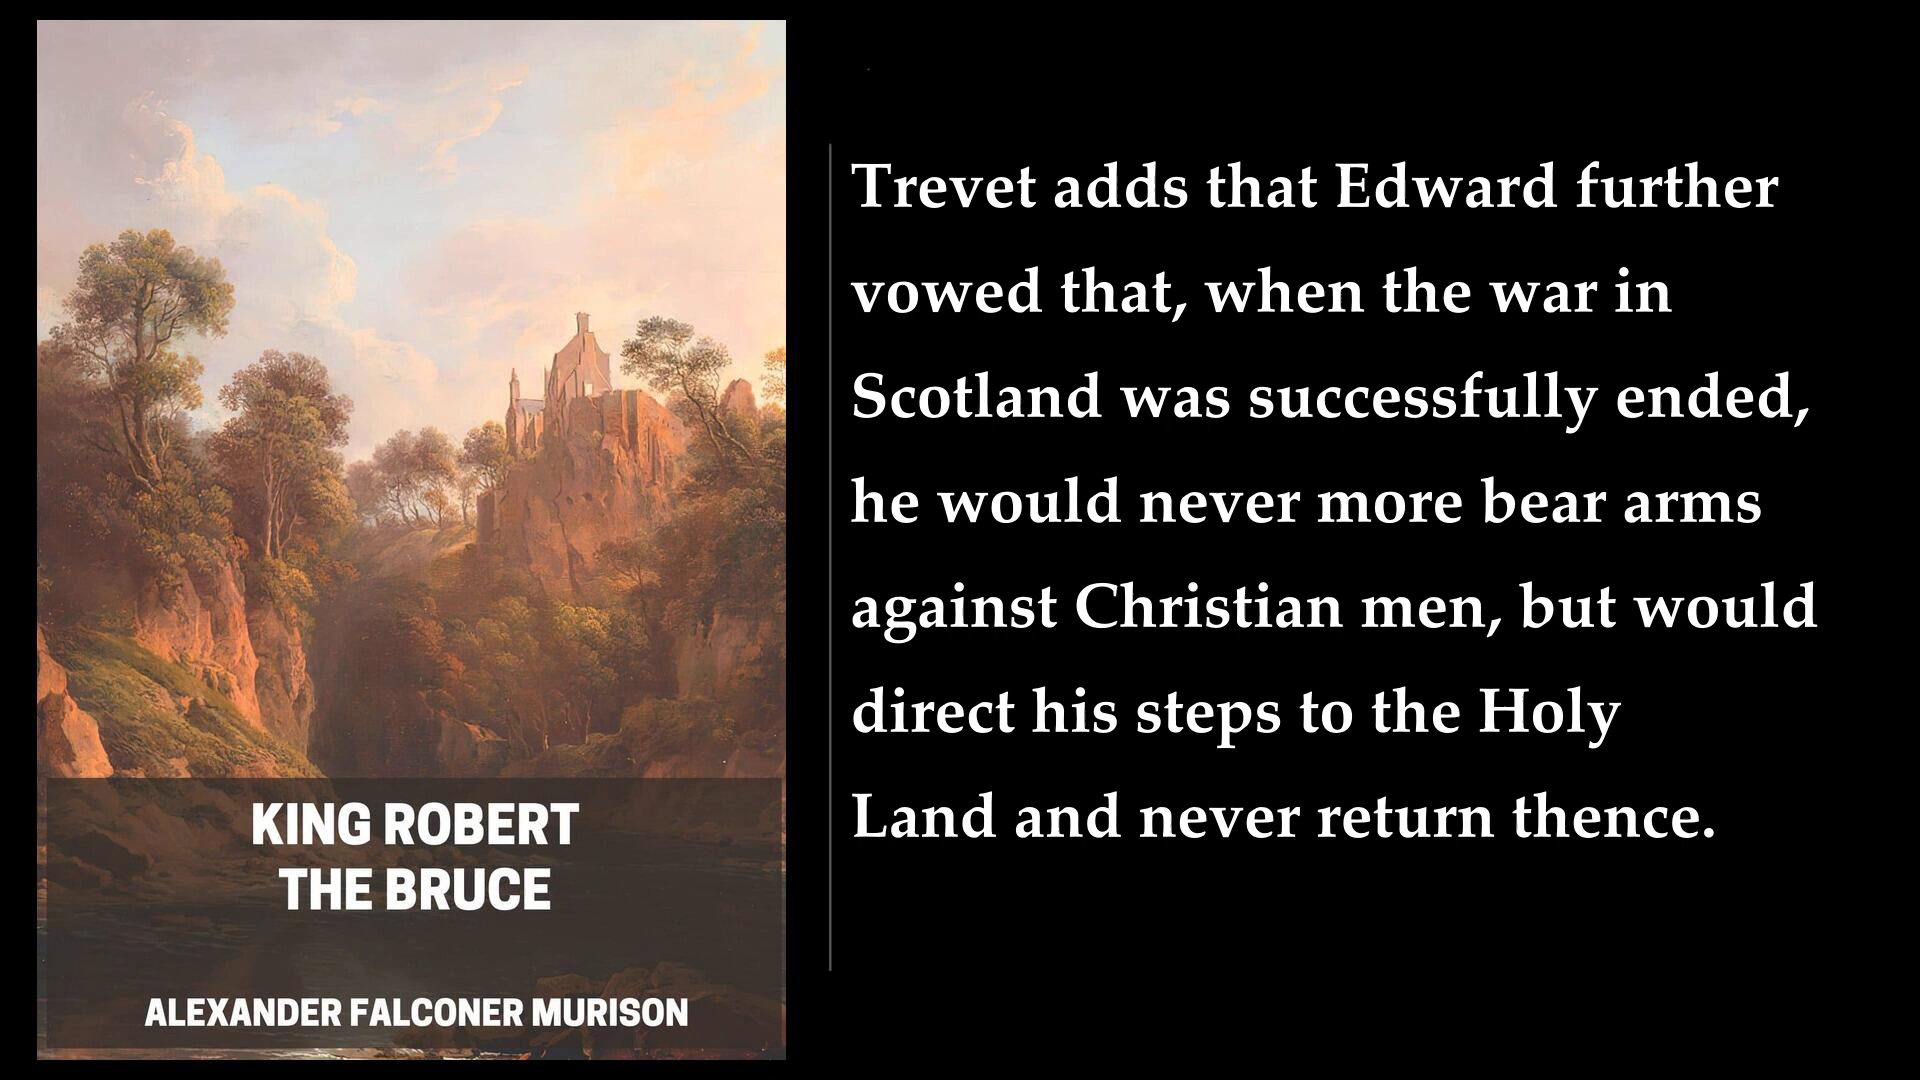 KING ROBERT
THE BRUCE
ALEXANDER FALCONER MURISON
Trevet adds that Edward further
vowed that, when the war in
Scotland was successfully ended,
he would never more bear arms
against Christian men, but would
direct his steps to the Holy
Land and never return thence.